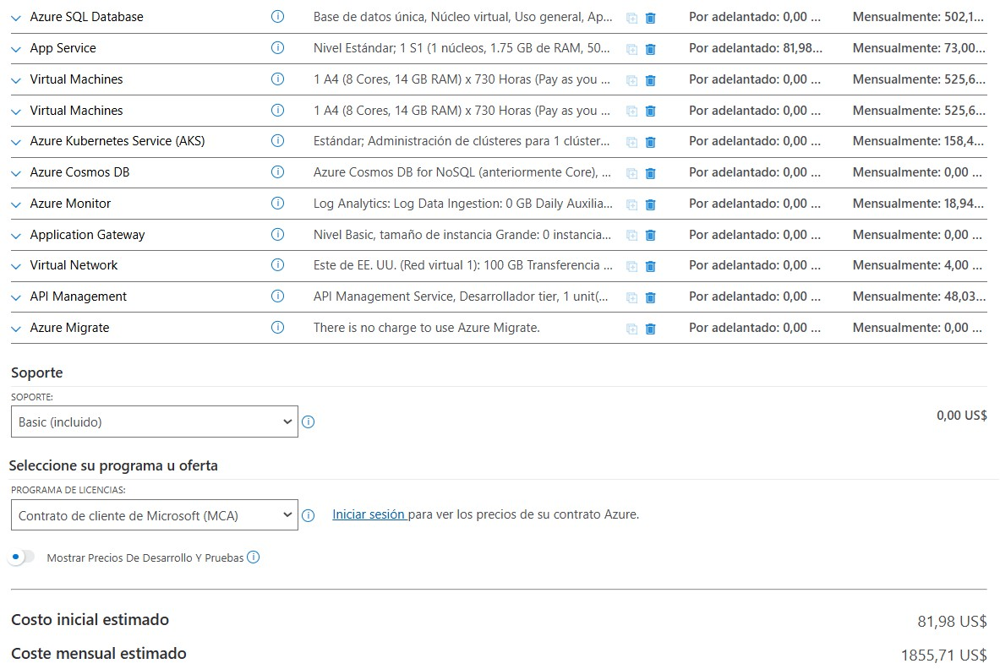 Azure SQL Database Base de datos única, Núcleo virtual, Uso general, Ap... Por adelantado: 0,00 ... Mensualmente: 502,1...
App Service Nivel Estándar; 1 S1 (1 núcleos, 1.75 GB de RAM, 50... Por adelantado: 81,98... Mensualmente: 73,00...
Virtual Machines 1 A4 (8 Cores, 14 GB RAM) x 730 Horas (Pay as you ... Por adelantado: 0,00 ... Mensualmente: 525,6...
Virtual Machines 1 A4 (8 Cores, 14 GB RAM) x 730 Horas (Pay as you ... Por adelantado: 0,00 ... Mensualmente: 525,6...
Azure Kubernetes Service (AKS) Estándar; Administración de clústeres para 1 clúster... Por adelantado: 0,00 ... Mensualmente: 158,4...
Azure Cosmos DB Azure Cosmos DB for NoSQL (anteriormente Core), ... Por adelantado: 0,00 ... Mensualmente: 0,00 ...
Azure Monitor Log Analytics: Log Data Ingestion: 0 GB Daily Auxilia... Por adelantado: 0,00 ... Mensualmente: 18,94...
Application Gateway Nivel Basic, tamaño de instancia Grande: 0 instancia... Por adelantado: 0,00 ... Mensualmente: 0,00 ...
Virtual Network Este de EE. UU. (Red virtual 1): 100 GB Transferencia ... Por adelantado: 0,00 ... Mensualmente: 4,00 ...
API Management API Management Service, Desarrollador tier, 1 unit(... Por adelantado: 0,00 ... Mensualmente: 48,03...
Azure Migrate There is no charge to use Azure Migrate. Por adelantado: 0,00 ... Mensualmente: 0,00 ...
Soporte
SOPORTE:
Basic (incluido) 0,00 US$
Seleccione su programa u oferta
PROGRAMA DE LICENCIAS:
Contrato de cliente de Microsoft (MCA) Iniciar sesión para ver los precios de su contrato Azure.
Mostrar Precios De Desarrollo Y Pruebas
Costo inicial estimado 81,98 US$
Coste mensual estimado 1855,71 US$